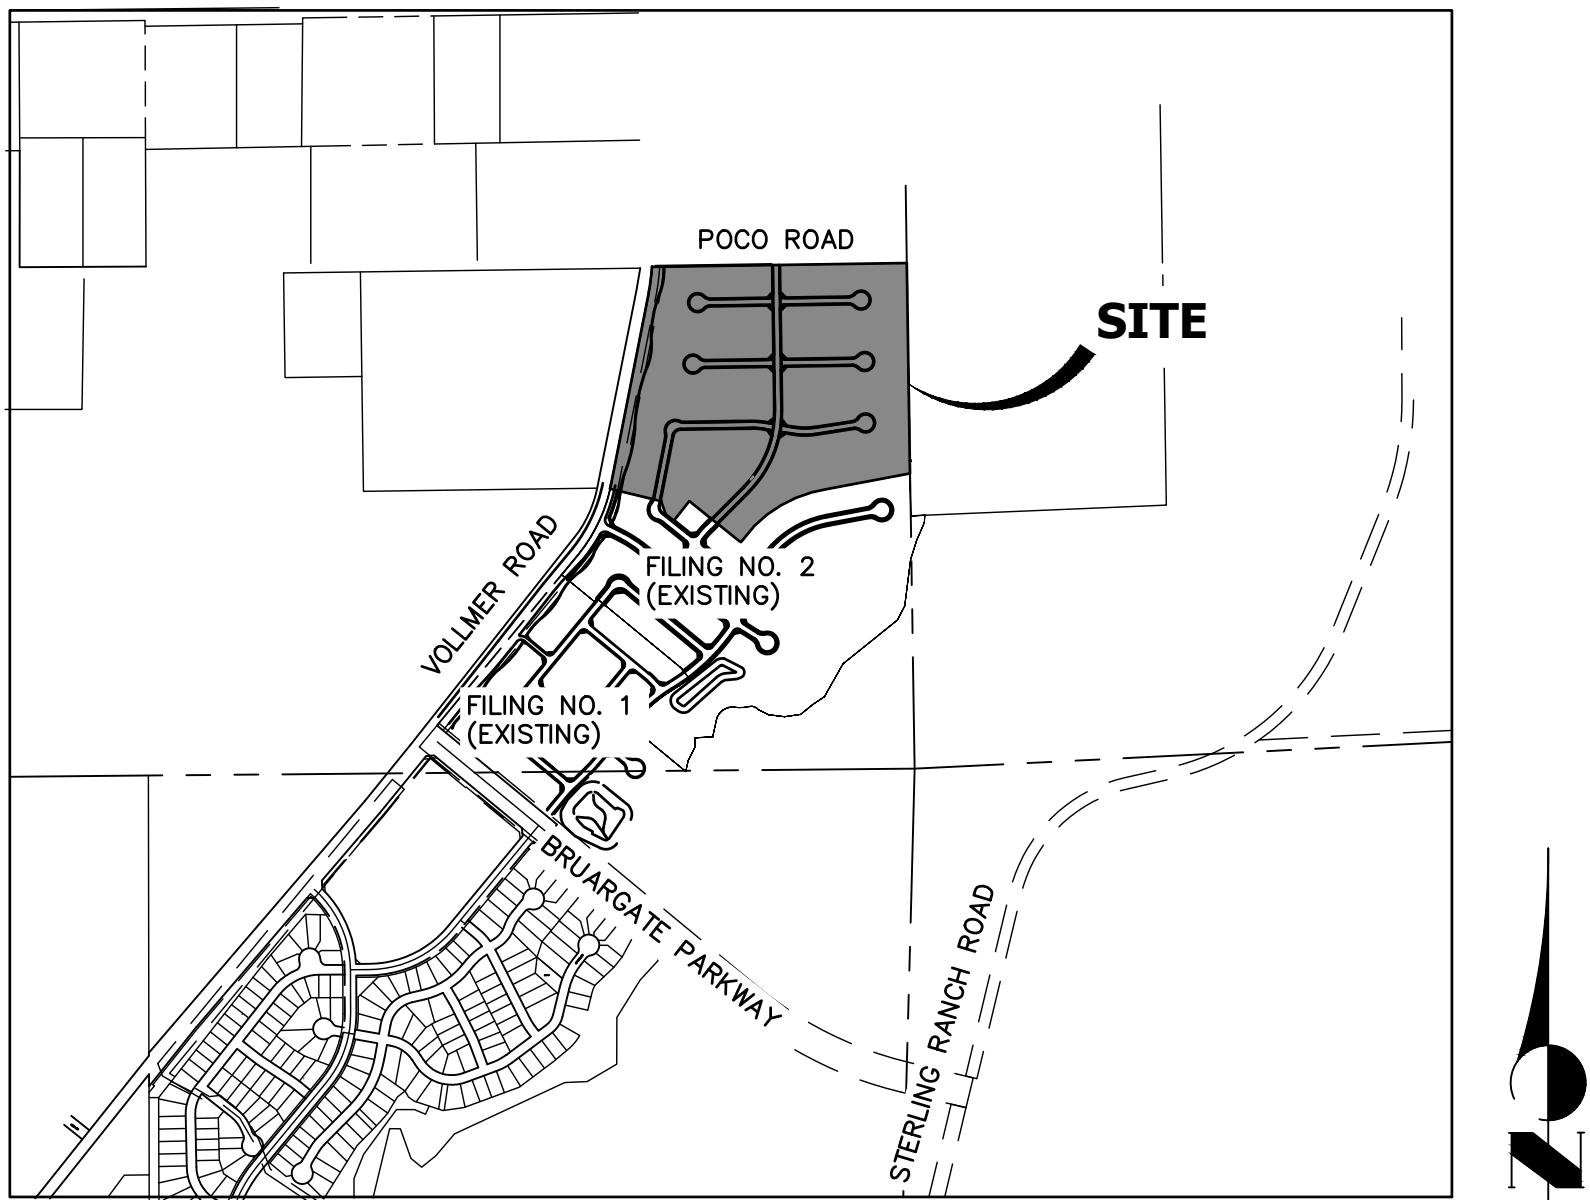 POCO ROAD
SITE
VOLLMER ROAD
FILING NO. 2
(EXISTING)
FILING NO. 1
(EXISTING)
BRUARGATE PARKWAY
STERLING RANCH ROAD
N